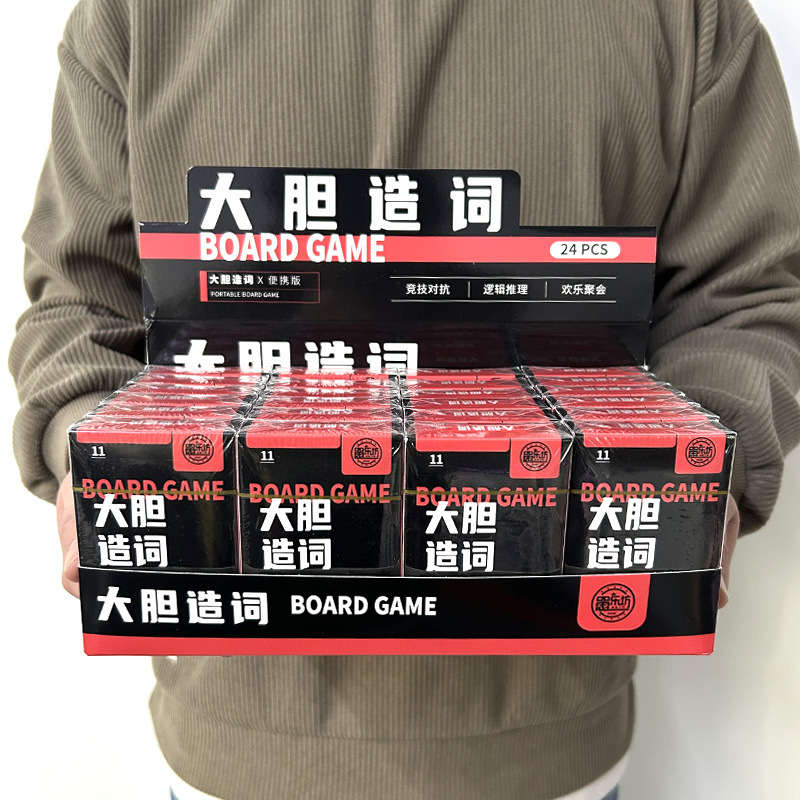 大胆造词
BOARD GAME
24 PCS
大胆造词 X 便携版
PORTABLE BOARD GAME
竞技对抗 | 逻辑推理 | 欢乐聚会
大胆造词
11
BOARD GAME
大胆
造词
11
BOARD GAME
大胆
造词
11
BOARD GAME
大胆
造词
11
BOARD GAME
大胆
造词
大胆造词 BOARD GAME